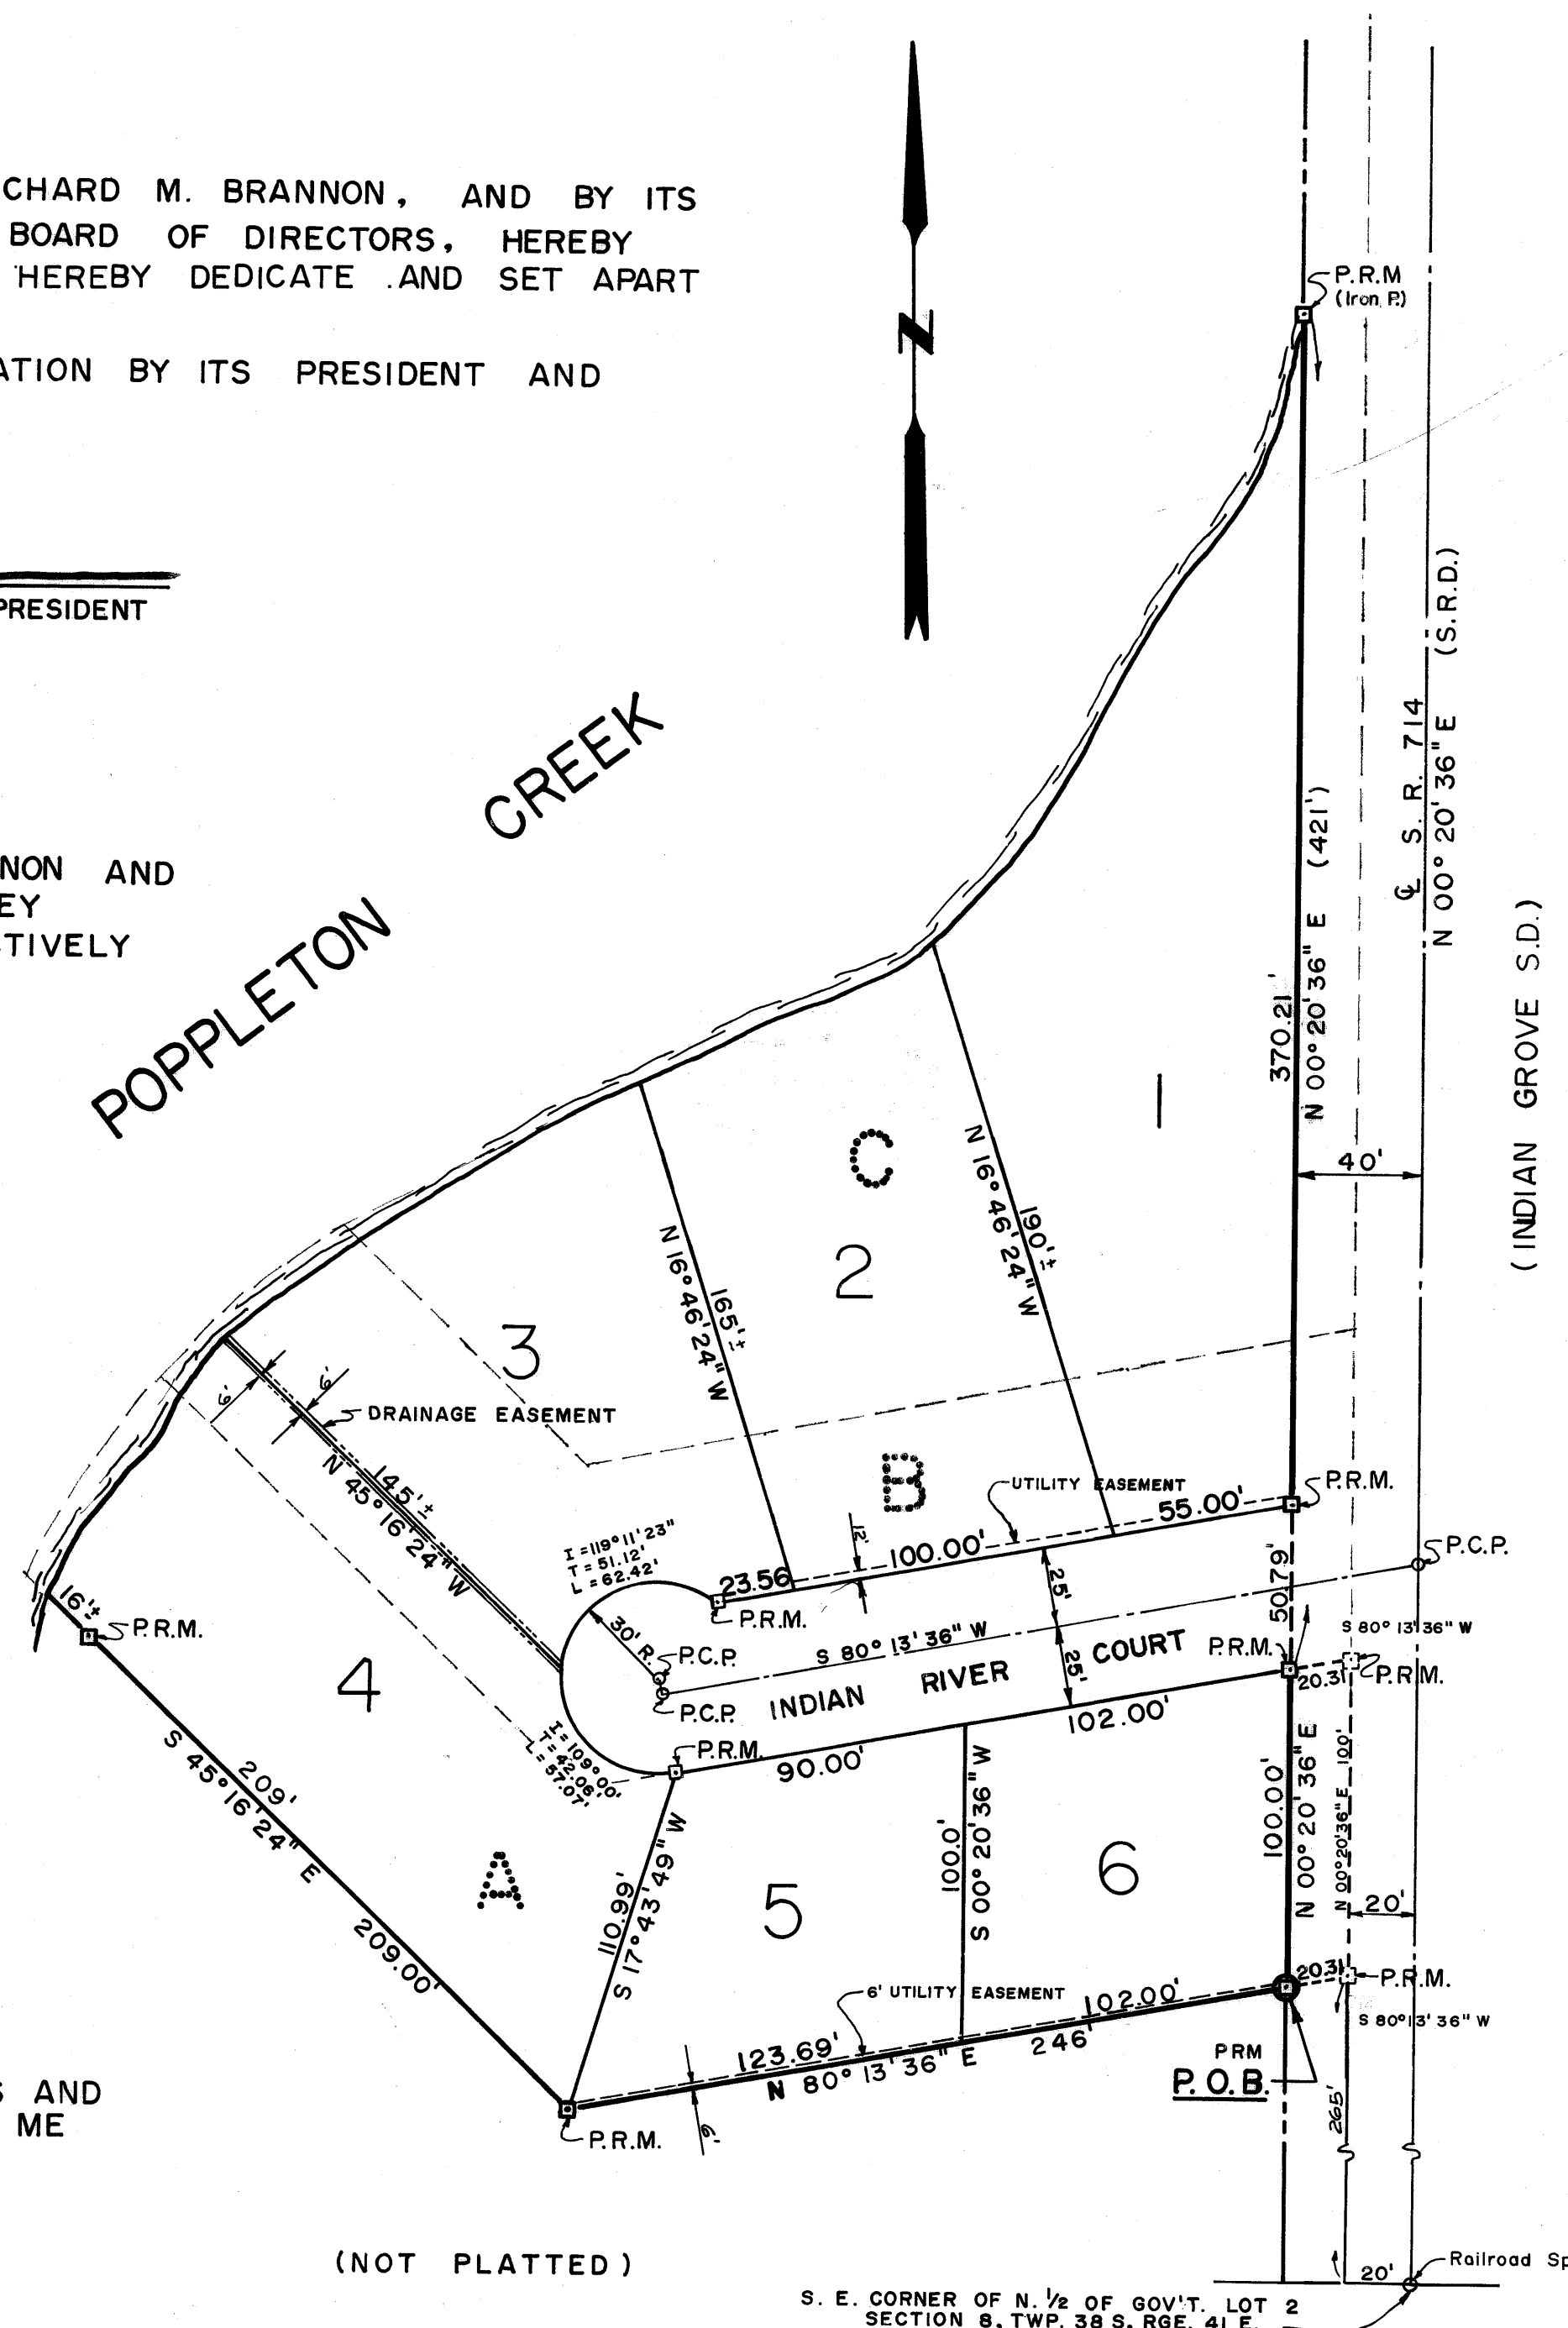 CHARD M. BRANNON, AND BY ITS
BOARD OF DIRECTORS, HEREBY
HEREBY DEDICATE .AND SET APART
ATION BY ITS PRESIDENT AND
PRESIDENT
NON AND
EY
CTIVELY
S AND
ME
N
P.R.M
(Iron P.)
POPPLETON CREEK
370.21'
N 00° 20' 36" E (421')
℄ S. R. 714
N 00° 20' 36" E (S.R.D.)
(INDIAN GROVE S.D.)
40'
1
C
2
190'±
N 16° 46' 24" W
165'±
N 16° 46' 24" W
3
6'
6'
DRAINAGE EASEMENT
145'±
N 45° 16' 24" W
B
UTILITY EASEMENT
55.00'
P.R.M.
12'
100.00'
23.56
P.R.M.
I = 119° 11' 23"
T = 51.12'
L = 62.42'
30' R.
P.C.P.
P.C.P.
25'
25'
50.79'
P.C.P.
S 80° 13' 36" W
S 80° 13' 36" W
INDIAN RIVER COURT
P.R.M.
20.31
P.R.M.
16'±
P.R.M.
4
209'
S 45° 16' 24" E
209.00'
I = 109° 00'
T = 42.06'
L = 57.07'
P.R.M.
90.00'
102.00'
A
110.99'
S 17° 43' 49" W
5
100.0'
S 00° 20' 36" W
6
100.00'
N 00° 20' 36" E
N 00° 20' 36" E 100'
20'
20.31
P.R.M.
S 80° 13' 36" W
6' UTILITY EASEMENT
102.00'
123.69'
N 80° 13' 36" E
246'
6'
P.R.M.
PRM
P.O.B.
265'
(NOT PLATTED)
20'
Railroad Sp
S. E. CORNER OF N. 1/2 OF GOV'T. LOT 2
SECTION 8, TWP. 38 S, RGE. 41 E.